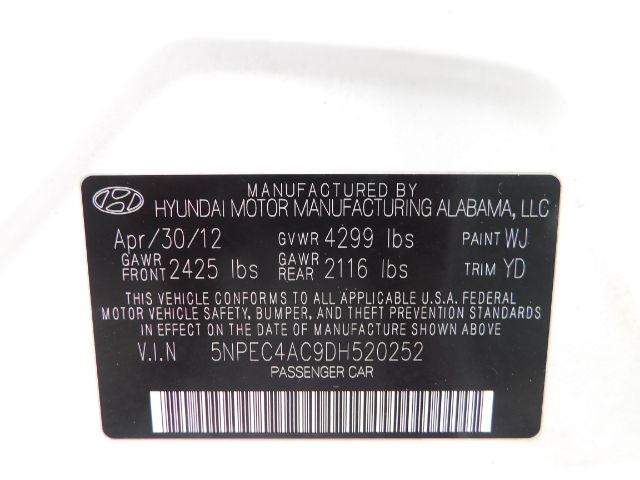 MANUFACTURED BY
HYUNDAI MOTOR MANUFACTURING ALABAMA, LLC
Apr/30/12 GVWR 4299 lbs PAINT WJ
GAWR FRONT 2425 lbs GAWR REAR 2116 lbs TRIM YD
THIS VEHICLE CONFORMS TO ALL APPLICABLE U.S.A. FEDERAL
MOTOR VEHICLE SAFETY, BUMPER, AND THEFT PREVENTION STANDARDS
IN EFFECT ON THE DATE OF MANUFACTURE SHOWN ABOVE.
V.I.N 5NPEC4AC9DH520252
PASSENGER CAR